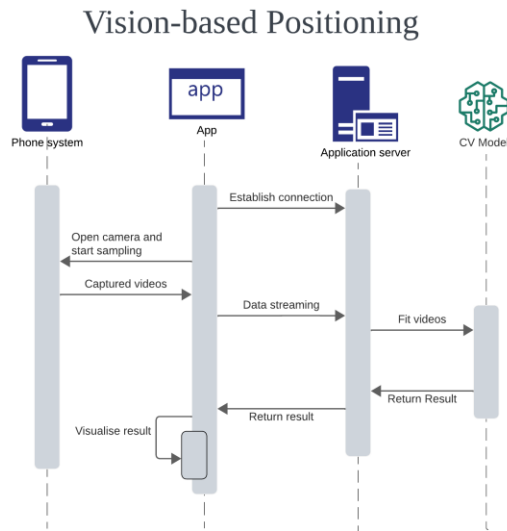 Vision-based Positioning
app
Phone system
App
Application server
CV Model
Establish connection
Open camera and
start sampling
Captured videos
Data streaming
Fit videos
Return Result
Return result
Visualise result